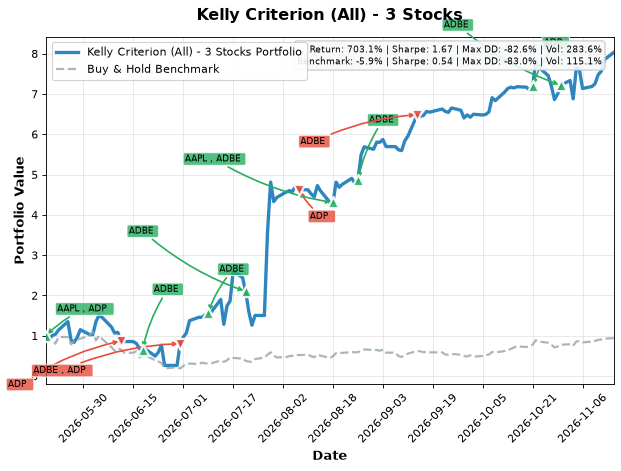 Kelly Criterion (All) - 3 Stocks
ADBE
Kelly Criterion (All) - 3 Stocks Portfolio
Buy & Hold Benchmark
Return: 703.1% | Sharpe: 1.67 | Max DD: -82.6% | Vol: 283.6%
Benchmark: -5.9% | Sharpe: 0.54 | Max DD: -83.0% | Vol: 115.1%
ADBE
ADBE
AAPL , ADBE
ADP
ADBE
ADBE
ADBE
AAPL , ADP
ADBE , ADP
ADP
Portfolio Value
8
7
6
5
4
3
2
1
0
2026-05-30
2026-06-15
2026-07-01
2026-07-17
2026-08-02
2026-08-18
2026-09-03
2026-09-19
2026-10-05
2026-10-21
2026-11-06
Date